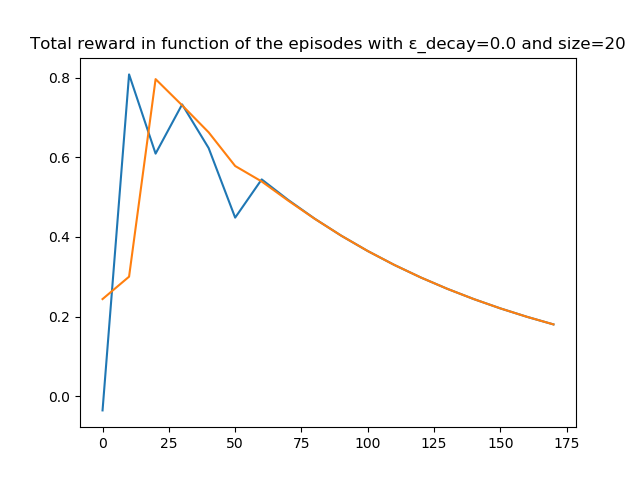 Total reward in function of the episodes with ε_decay=0.0 and size=20
0.8
0.6
0.4
0.2
0.0
0 25 50 75 100 125 150 175